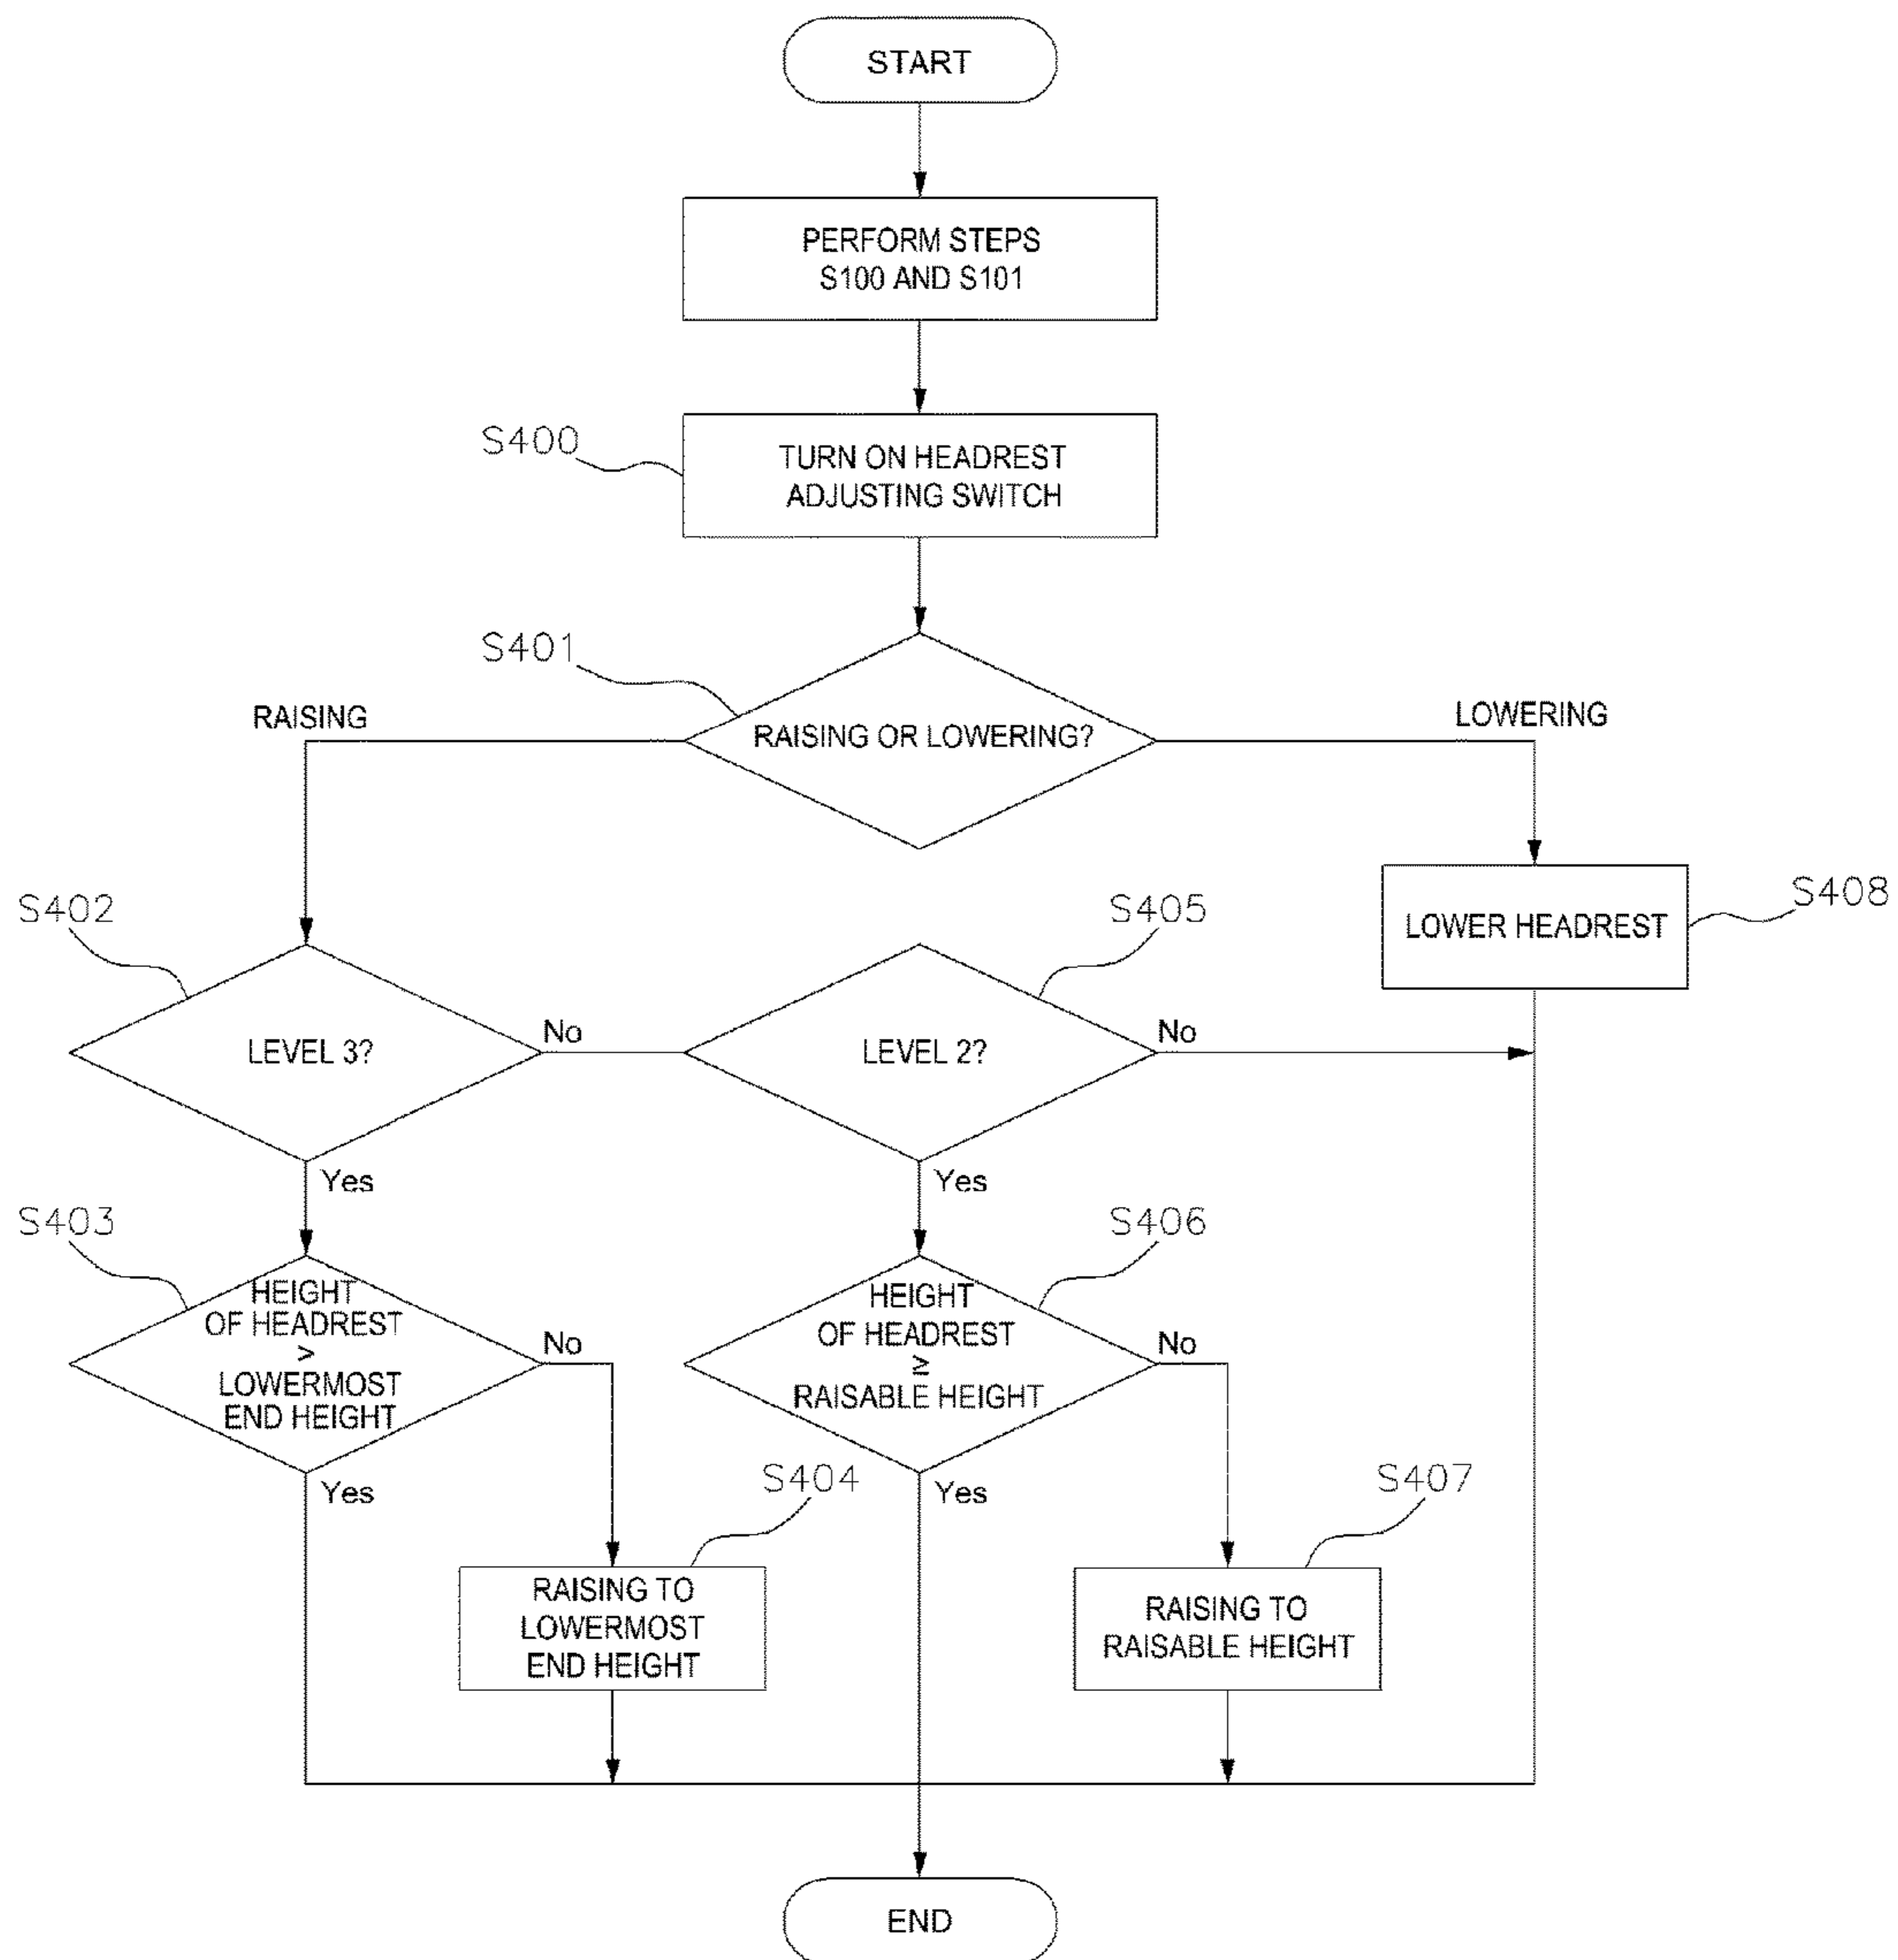 START
PERFORM STEPS
S100 AND S101
S400
TURN ON HEADREST
ADJUSTING SWITCH
S401
RAISING
RAISING OR LOWERING?
LOWERING
S402
S405
LOWER HEADREST
S408
LEVEL 3?
No
LEVEL 2?
No
Yes
Yes
S403
HEIGHT
OF HEADREST
>
LOWERMOST
END HEIGHT
No
S406
HEIGHT
OF HEADREST
≥
RAISABLE HEIGHT
No
Yes
S404
Yes
S407
RAISING TO
LOWERMOST
END HEIGHT
RAISING TO
RAISABLE HEIGHT
END